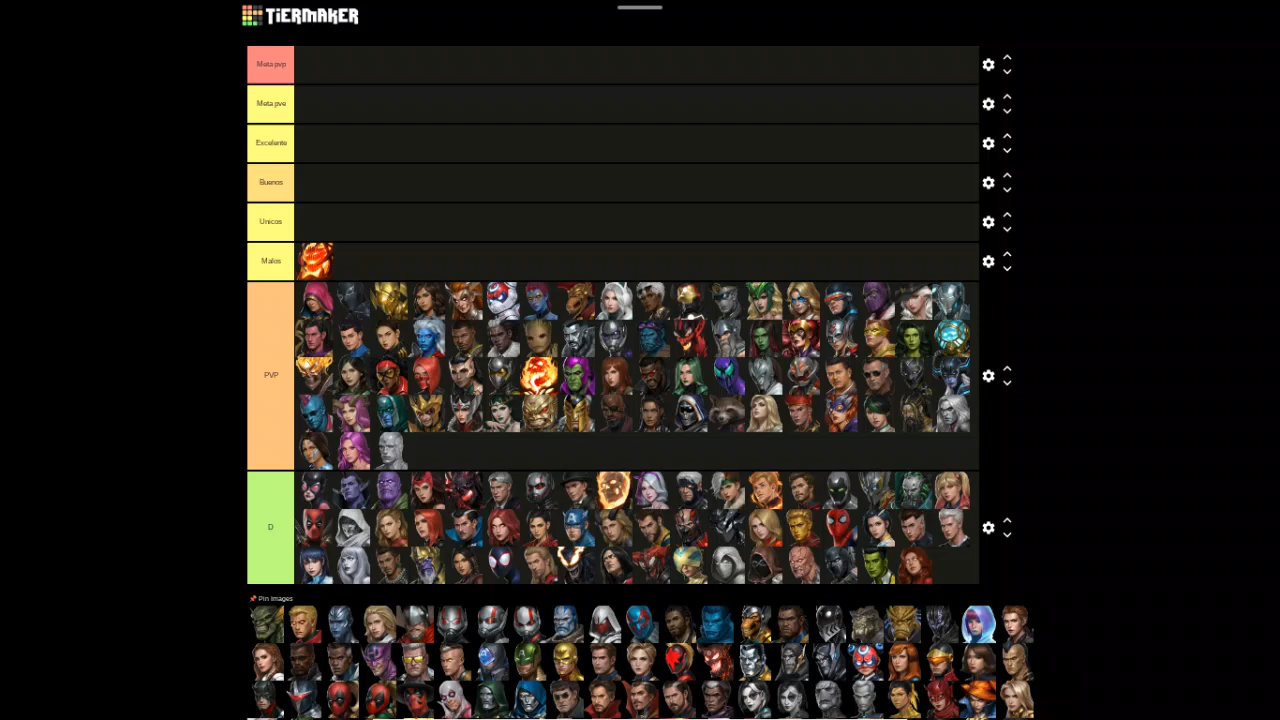 TIERMAKER
Meta pvp
Meta pve
Excelente
Buenos
Unicos
Malos
PVP
D
📌 Pin Images